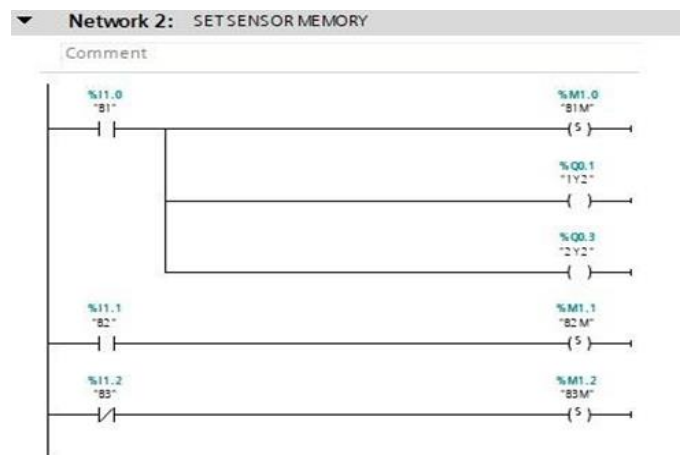 Network 2: SET SENSOR MEMORY
Comment
%I1.0 %M1.0
"B1" "B1M"
S
%Q0.1
"1Y2"
%Q0.3
"2Y2"
%I1.1 %M1.1
"B2" "B2M"
S
%I1.2 %M1.2
"B3" "B3M"
S